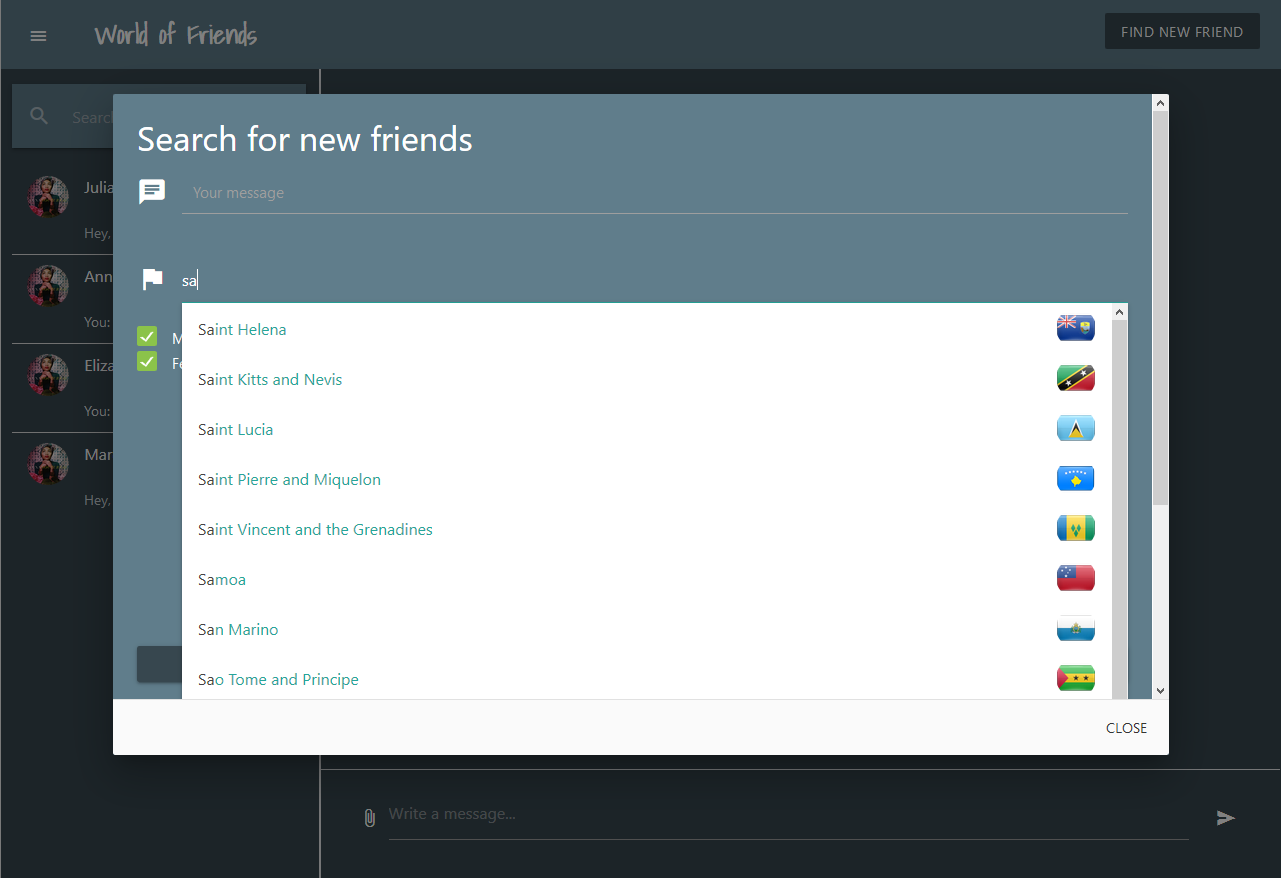 World of Friends
FIND NEW FRIEND
Search
Julia
Hey,
Ann
You:
Eliza
You:
Mar
Hey,
Search for new friends
Your message
sa
M
Fe
Saint Helena
Saint Kitts and Nevis
Saint Lucia
Saint Pierre and Miquelon
Saint Vincent and the Grenadines
Samoa
San Marino
Sao Tome and Principe
CLOSE
Write a message...